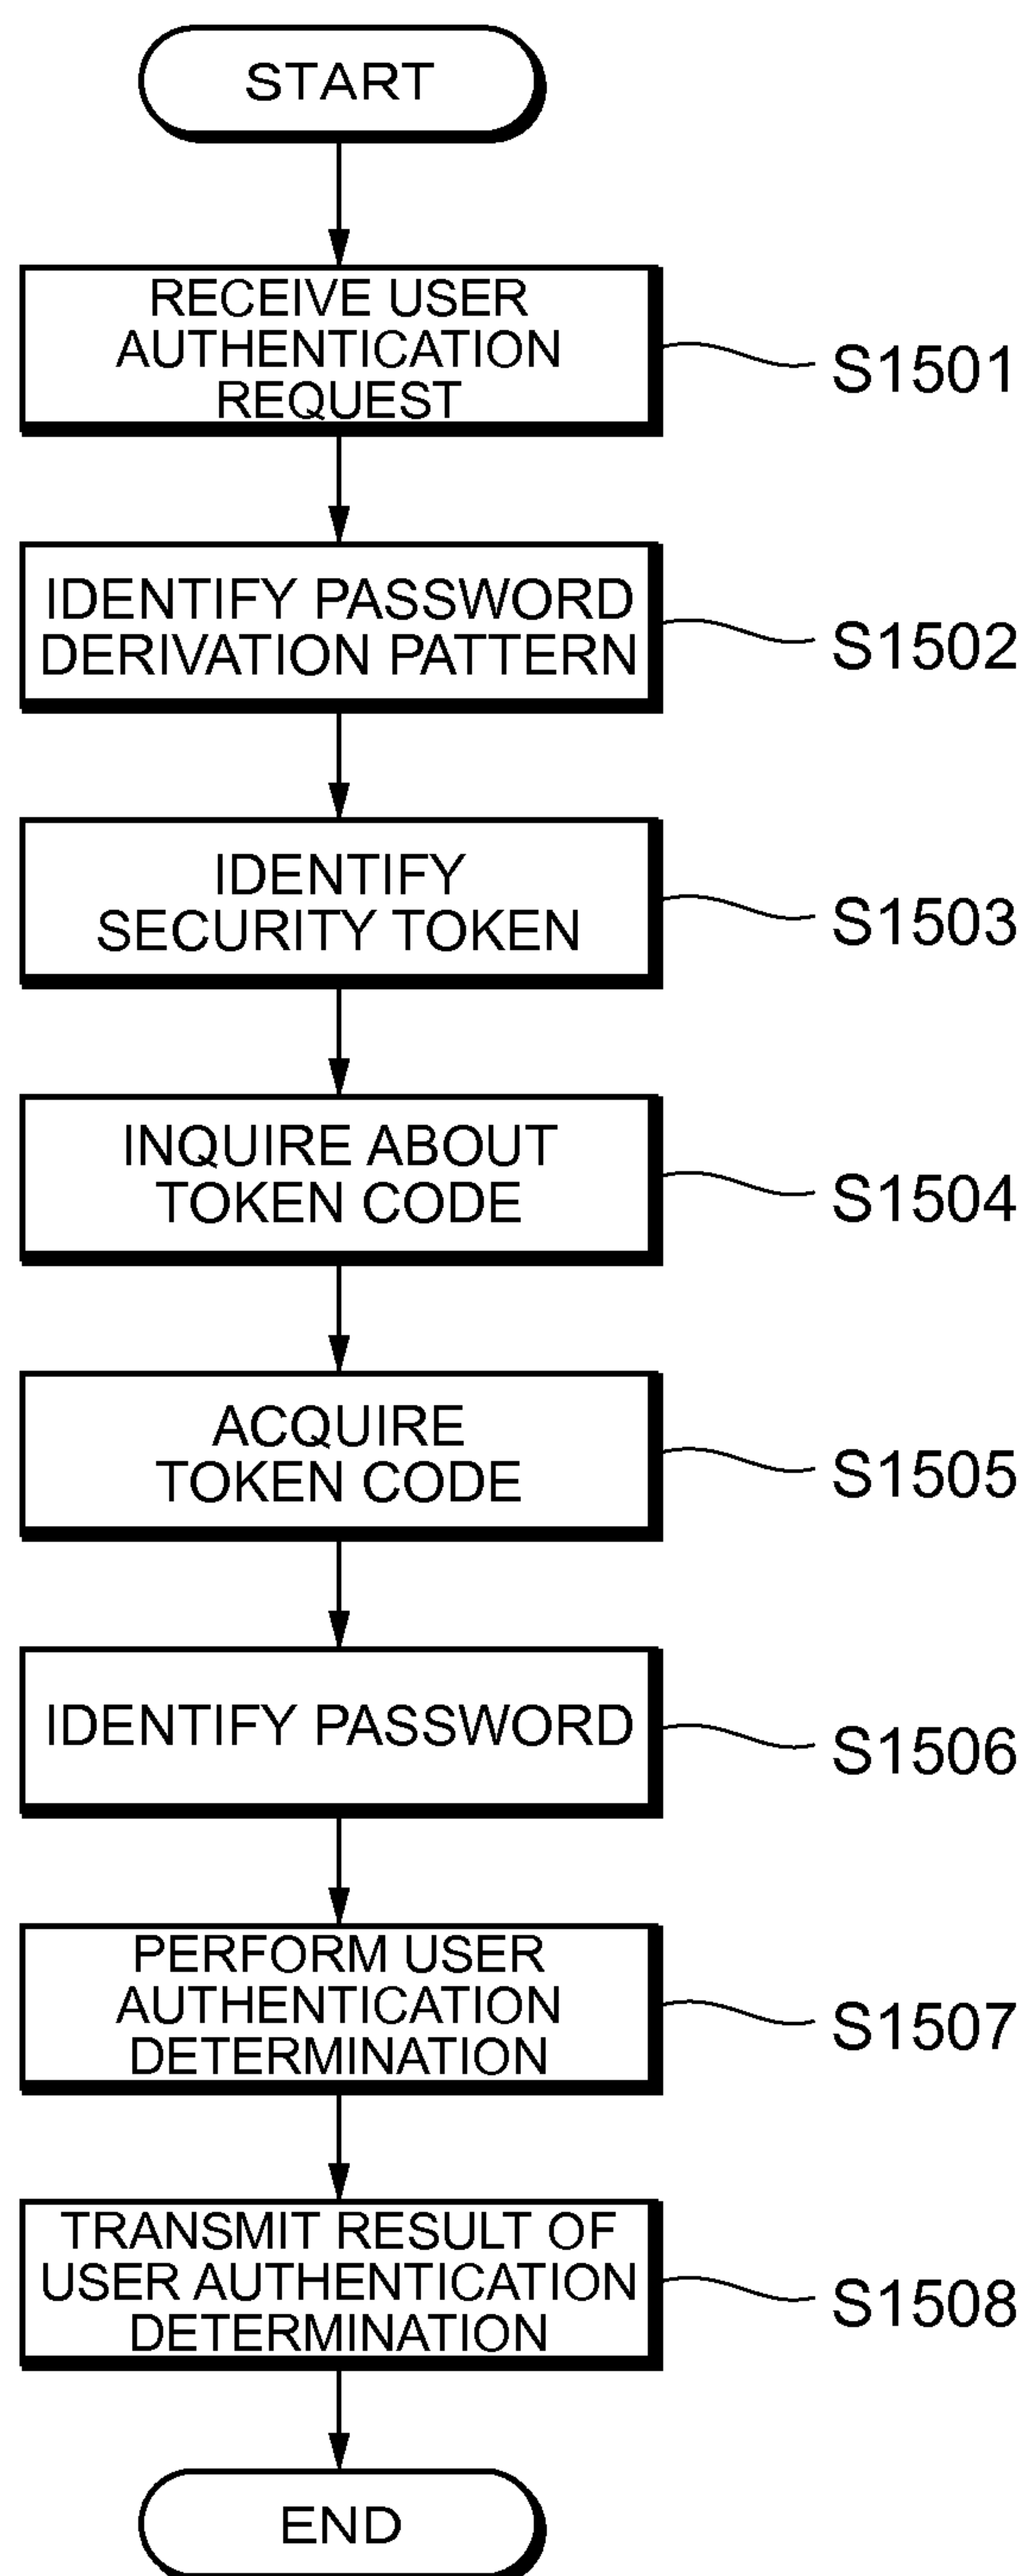 START
RECEIVE USER
AUTHENTICATION
REQUEST
S1501
IDENTIFY PASSWORD
DERIVATION PATTERN
S1502
IDENTIFY
SECURITY TOKEN
S1503
INQUIRE ABOUT
TOKEN CODE
S1504
ACQUIRE
TOKEN CODE
S1505
IDENTIFY PASSWORD
S1506
PERFORM USER
AUTHENTICATION
DETERMINATION
S1507
TRANSMIT RESULT OF
USER AUTHENTICATION
DETERMINATION
S1508
END